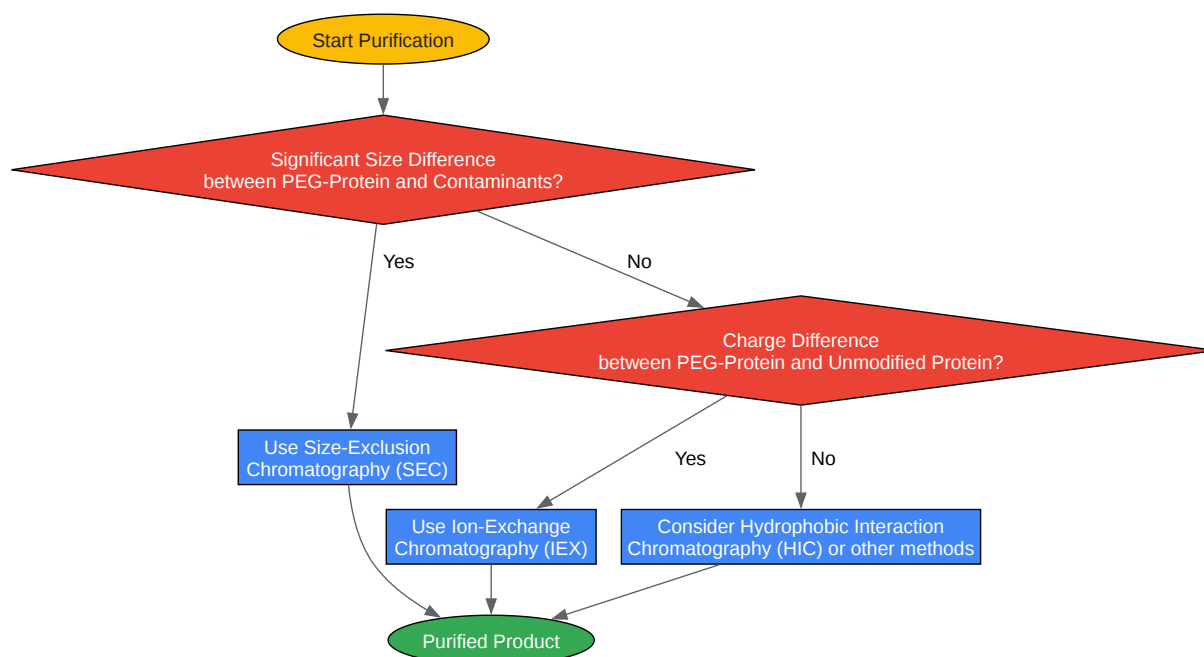 Start Purification
Significant Size Difference
between PEG-Protein and Contaminants?
Yes
No
Charge Difference
between PEG-Protein and Unmodified Protein?
Use Size-Exclusion
Chromatography (SEC)
Yes
No
Use Ion-Exchange
Chromatography (IEX)
Consider Hydrophobic Interaction
Chromatography (HIC) or other methods
Purified Product